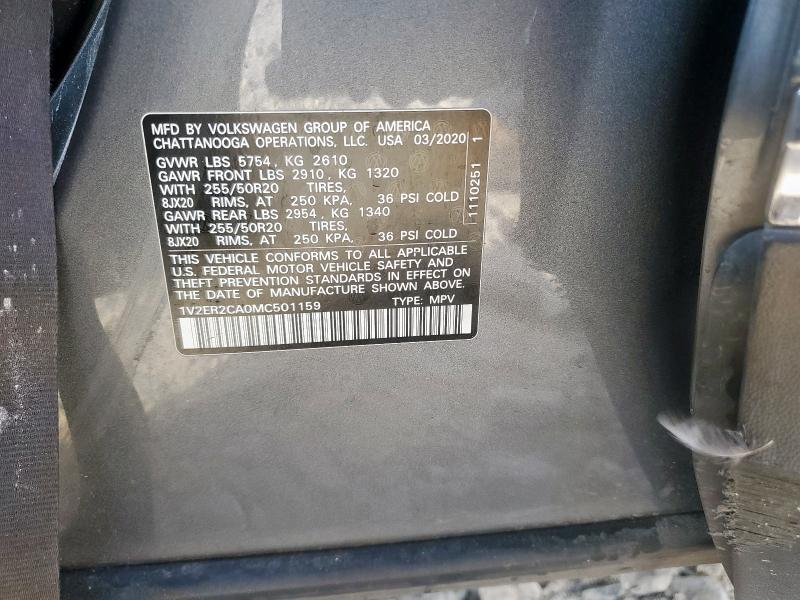 MFD BY VOLKSWAGEN GROUP OF AMERICA
CHATTANOOGA OPERATIONS, LLC. USA 03/2020
GVWR LBS 5754 , KG 2610
GAWR FRONT LBS 2910 , KG 1320
WITH 255/50R20 TIRES,
8JX20 RIMS, AT 250 KPA, 36 PSI COLD
GAWR REAR LBS 2954 , KG 1340
WITH 255/50R20 TIRES,
8JX20 RIMS, AT 250 KPA, 36 PSI COLD
THIS VEHICLE CONFORMS TO ALL APPLICABLE
U.S. FEDERAL MOTOR VEHICLE SAFETY AND
THEFT PREVENTION STANDARDS IN EFFECT ON
THE DATE OF MANUFACTURE SHOWN ABOVE.
1V2ER2CA0MC501159 TYPE: MPV
1110251 1